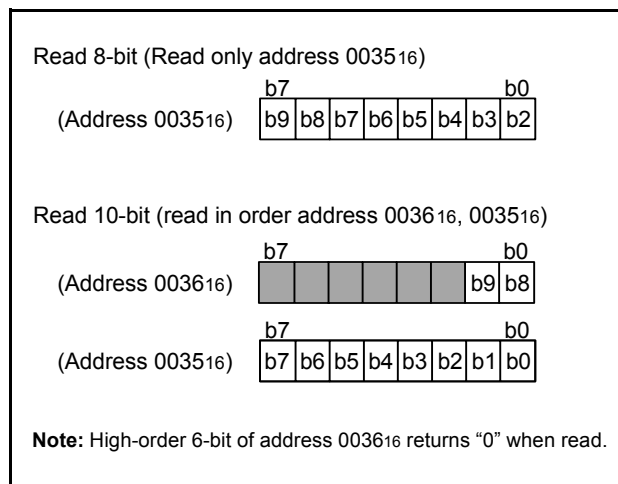 Read 8-bit (Read only address 003516)
b7 b0
(Address 003516) b9 b8 b7 b6 b5 b4 b3 b2
Read 10-bit (read in order address 003616, 003516)
b7 b0
(Address 003616) b9 b8
b7 b0
(Address 003516) b7 b6 b5 b4 b3 b2 b1 b0
Note: High-order 6-bit of address 003616 returns “0” when read.